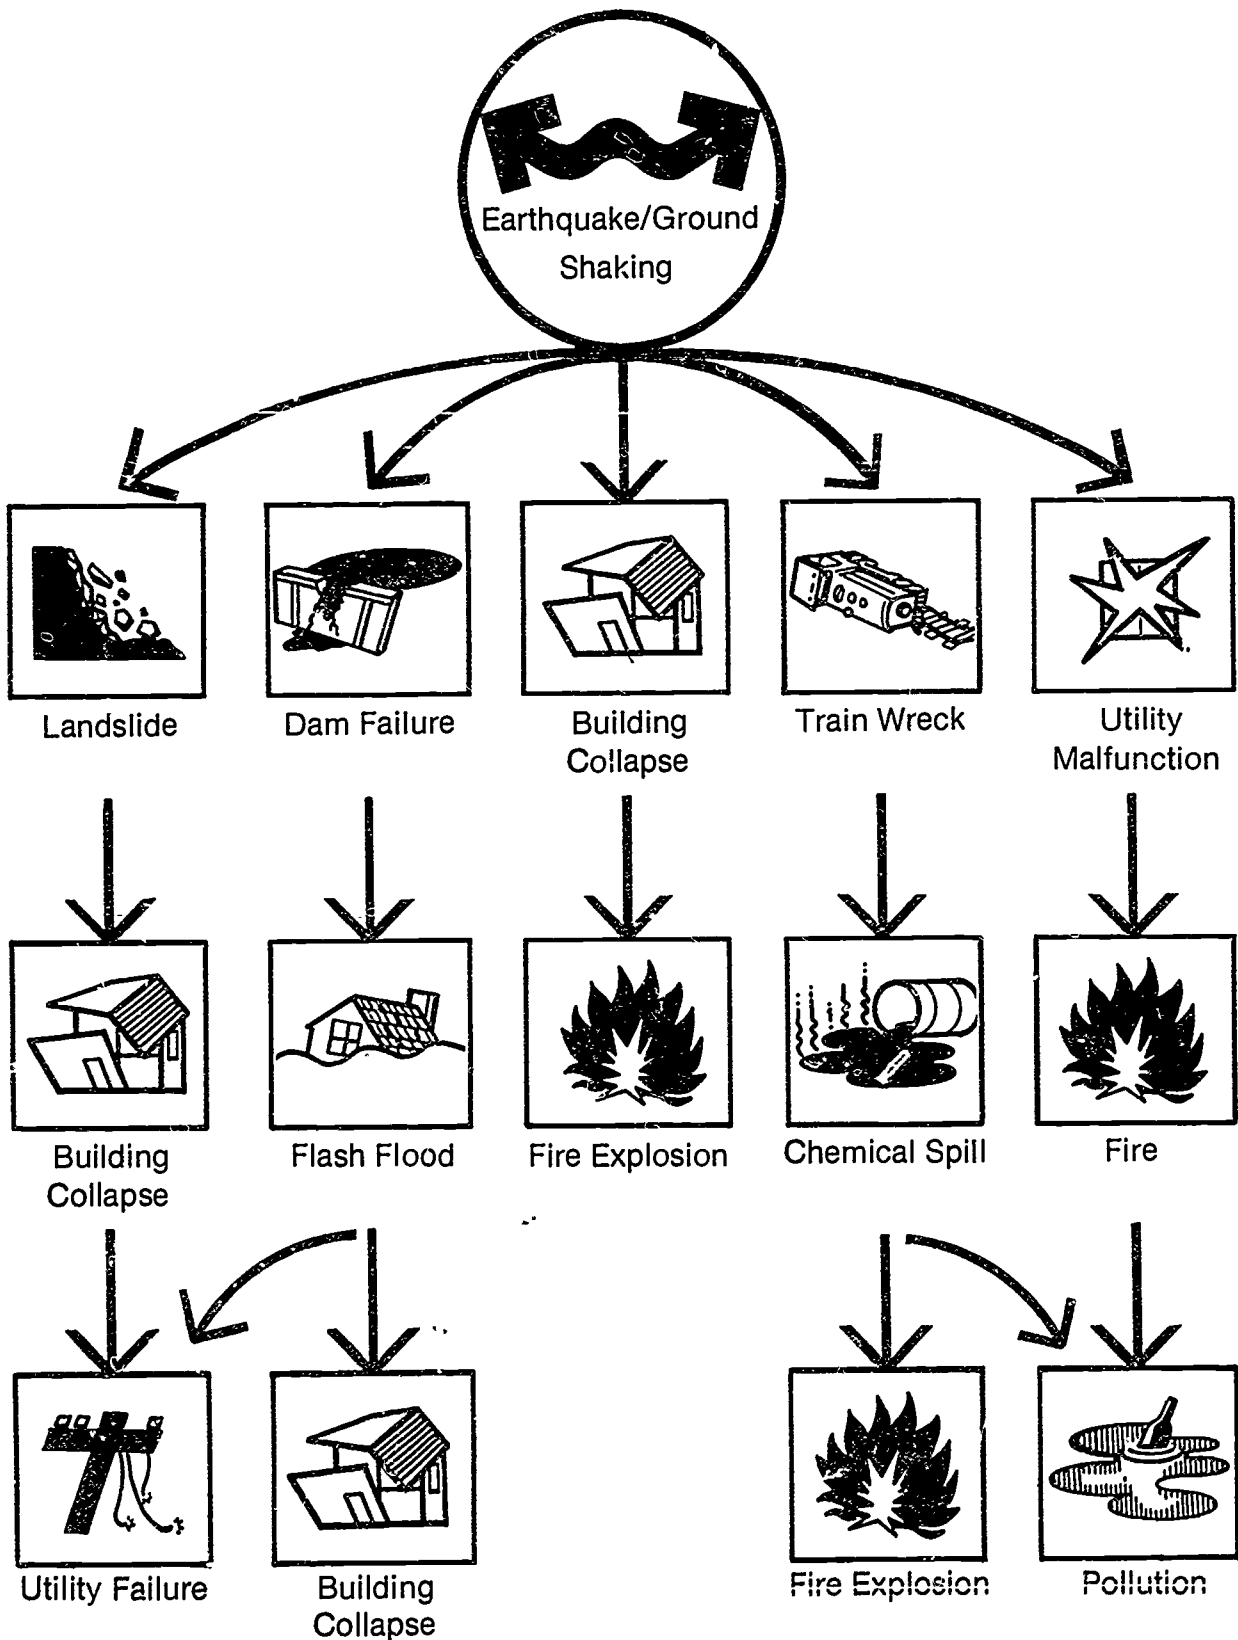 Earthquake/Ground
Shaking
Landslide
Dam Failure
Building
Collapse
Train Wreck
Utility
Malfunction
Building
Collapse
Flash Flood
Fire Explosion
Chemical Spill
Fire
Utility Failure
Building
Collapse
Fire Explosion
Pollution